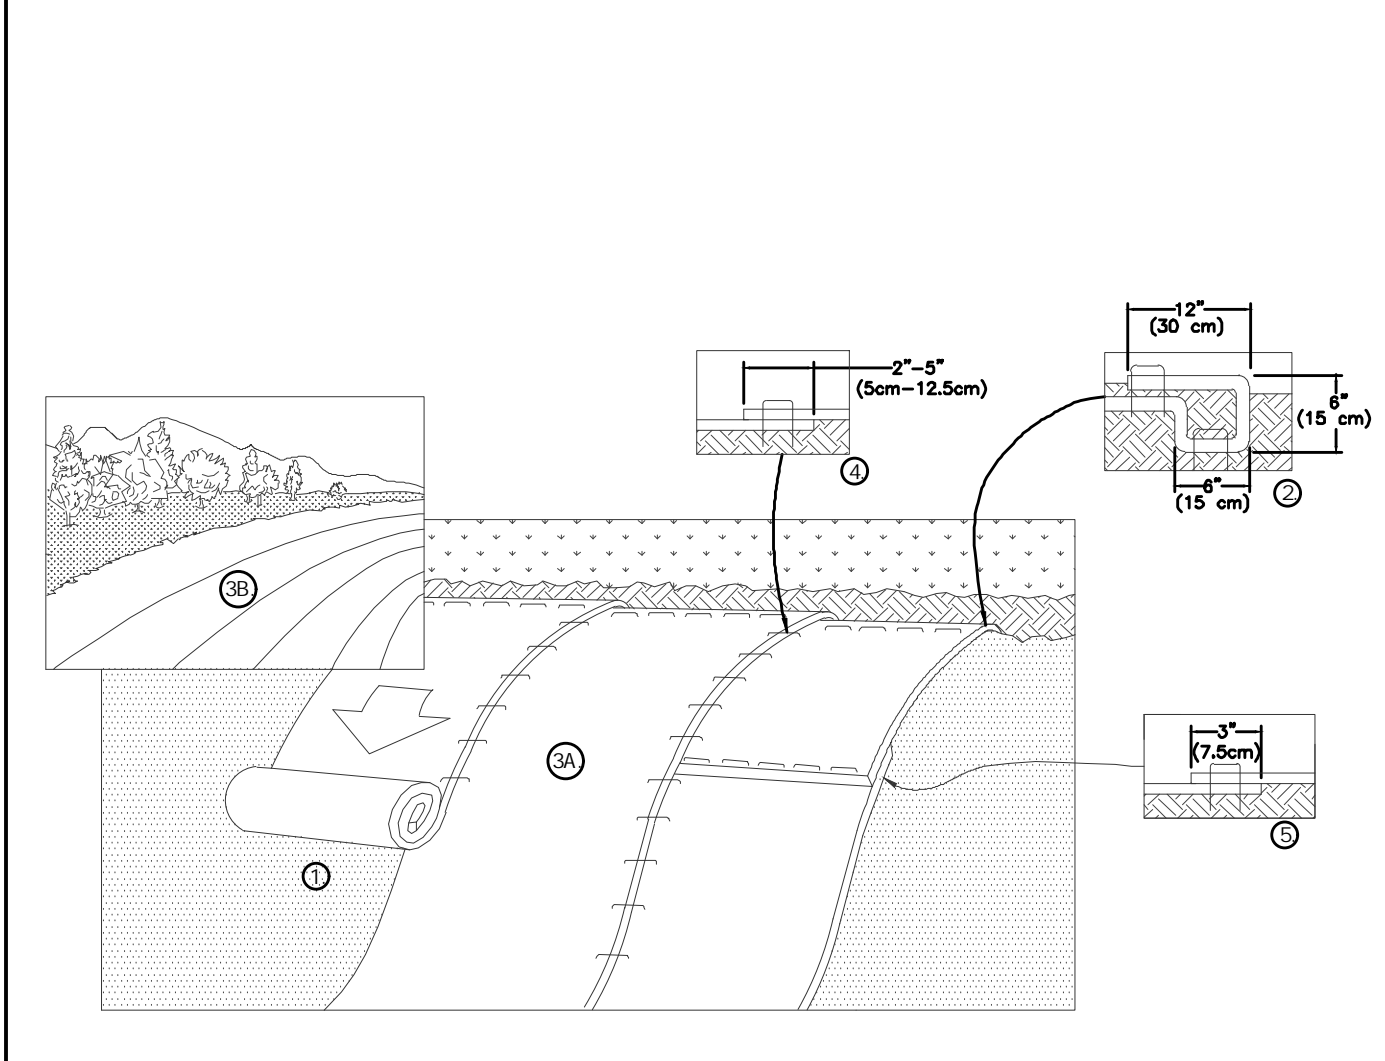 12"
(30 cm)
2"-5"
(5cm-12.5cm)
6"
(15 cm)
4.
6"
(15 cm)
2.
3B.
3"
(7.5cm)
3A.
5.
1.